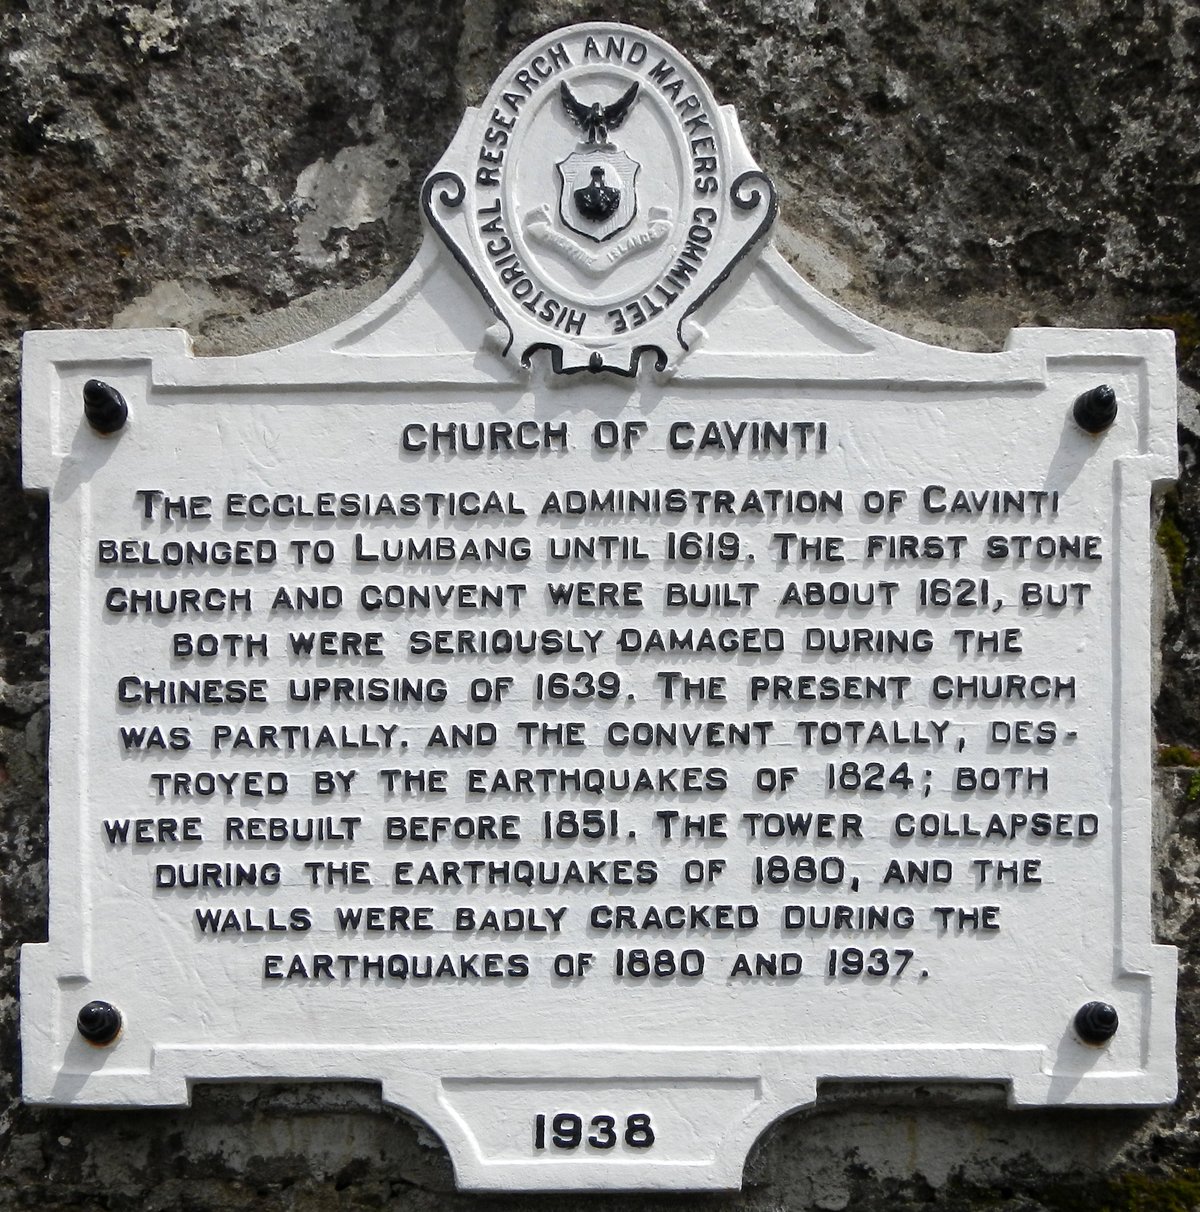 HISTORICAL RESEARCH AND MARKERS COMMITTEE
ISLANDS
CHURCH OF CAVINTI
THE ECCLESIASTICAL ADMINISTRATION OF CAVINTI
BELONGED TO LUMBANG UNTIL 1619. THE FIRST STONE
CHURCH AND CONVENT WERE BUILT ABOUT 1621, BUT
BOTH WERE SERIOUSLY DAMAGED DURING THE
CHINESE UPRISING OF 1639. THE PRESENT CHURCH
WAS PARTIALLY. AND THE CONVENT TOTALLY, DES-
TROYED BY THE EARTHQUAKES OF 1824; BOTH
WERE REBUILT BEFORE 1851. THE TOWER COLLAPSED
DURING THE EARTHQUAKES OF 1880, AND THE
WALLS WERE BADLY CRACKED DURING THE
EARTHQUAKES OF 1880 AND 1937.
1938